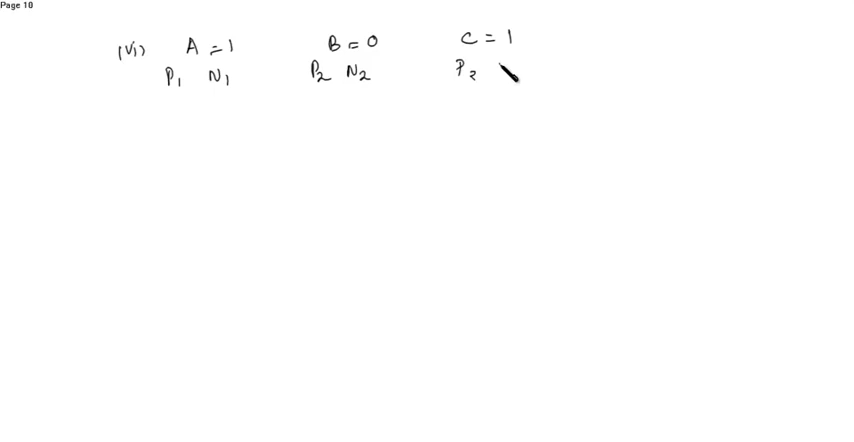 Page 10
(vi) A = 1 B = 0 C = 1
P1 N1 P2 N2 P3